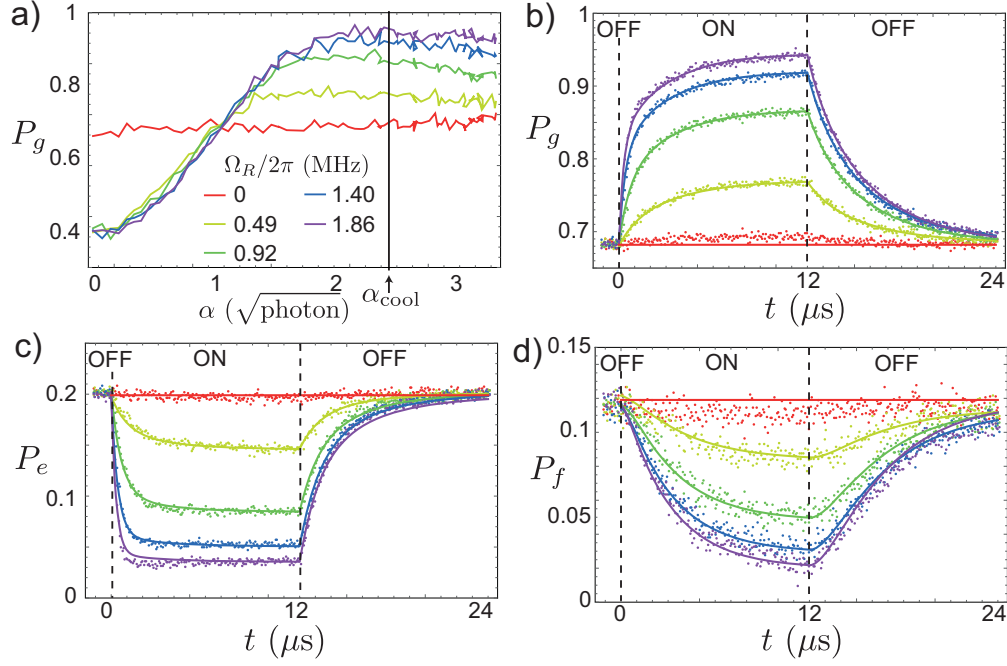 a)
P_g
1
0.8
0.6
0.4
Ω_R/2π (MHz)
0
0.49
0.92
1.40
1.86
0 1 2 3
α (√photon)
α_cool
b)
OFF ON OFF
P_g
1
0.9
0.8
0.7
0 12 24
t (μs)
c)
OFF ON OFF
P_e
0.2
0.1
0
0 12 24
t (μs)
d)
OFF ON OFF
P_f
0.15
0.1
0.05
0
0 12 24
t (μs)